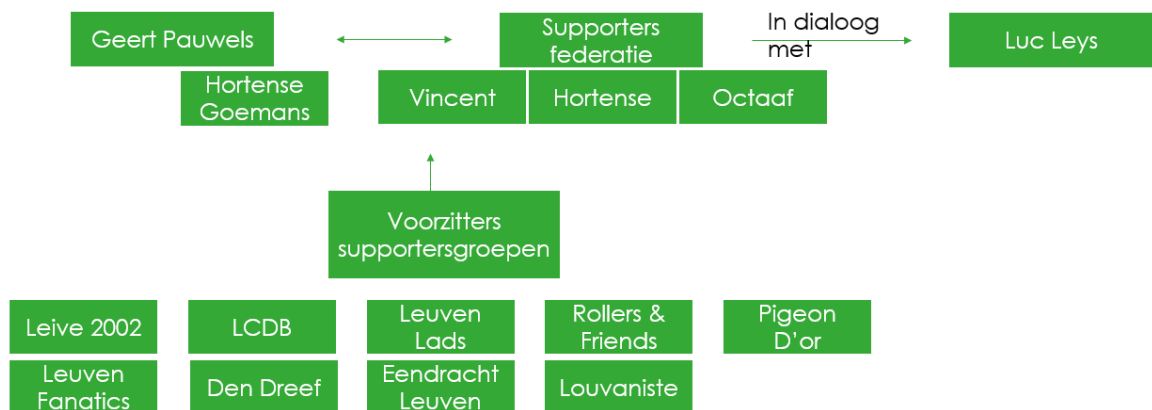 Geert Pauwels
Supporters
federatie
In dialoog
met
Luc Leys
Hortense
Goemans
Vincent
Hortense
Octaaf
Voorzitters
supportersgroepen
Leive 2002
LCDB
Leuven
Lads
Rollers &
Friends
Pigeon
D'or
Leuven
Fanatics
Den Dreef
Eendracht
Leuven
Louvaniste